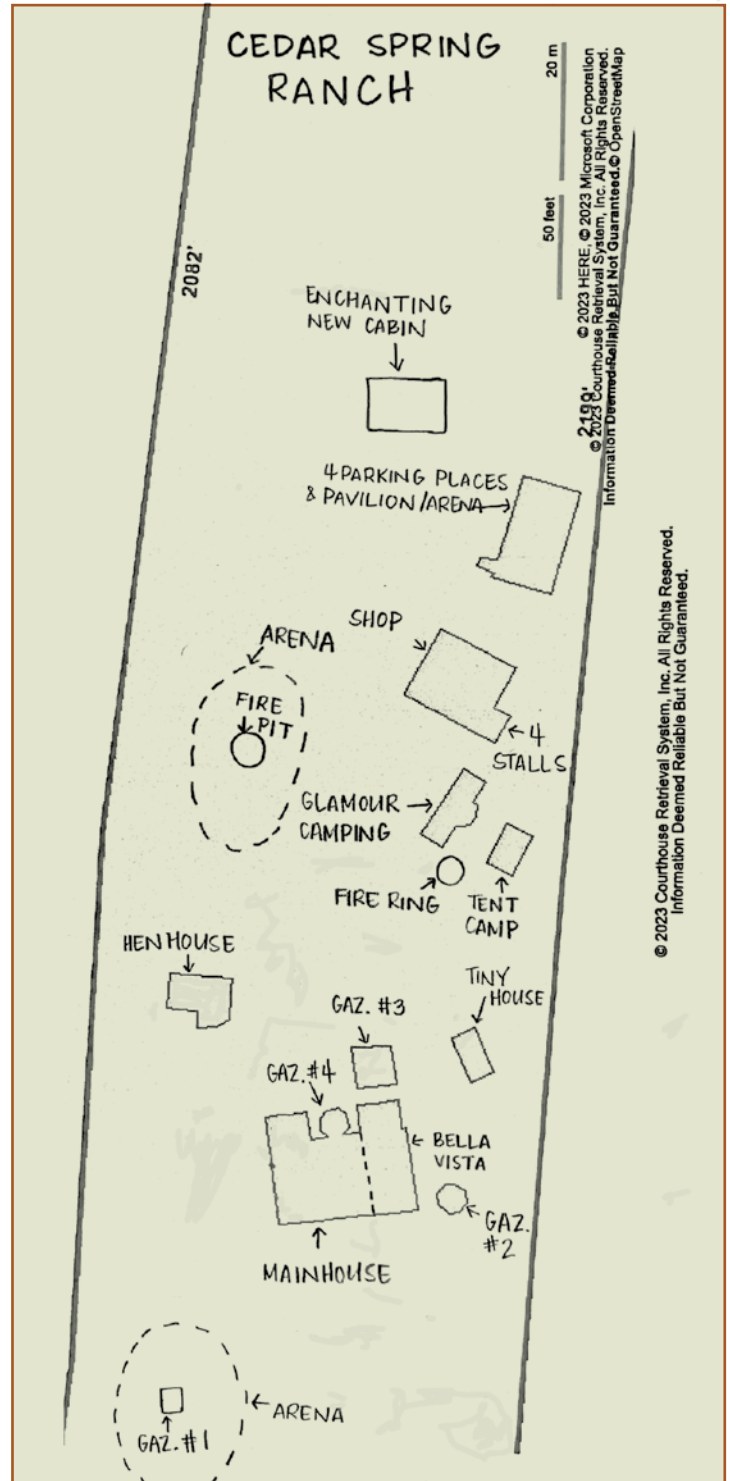 CEDAR SPRING
RANCH
20 m
50 feet
© 2023 HERE, © 2023 Microsoft Corporation
© 2023 Courthouse Retrieval System, Inc. All Rights Reserved.
Information Deemed Reliable But Not Guaranteed.© OpenStreetMap
2082'
2199'
ENCHANTING
NEW CABIN
4 PARKING PLACES
& PAVILION/ARENA
© 2023 Courthouse Retrieval System, Inc. All Rights Reserved.
Information Deemed Reliable But Not Guaranteed.
SHOP
ARENA
FIRE
PIT
4
STALLS
GLAMOUR
CAMPING
FIRE RING
TENT
CAMP
HENHOUSE
TINY
HOUSE
GAZ. #3
GAZ. #4
BELLA
VISTA
GAZ.
#2
MAINHOUSE
ARENA
GAZ. #1